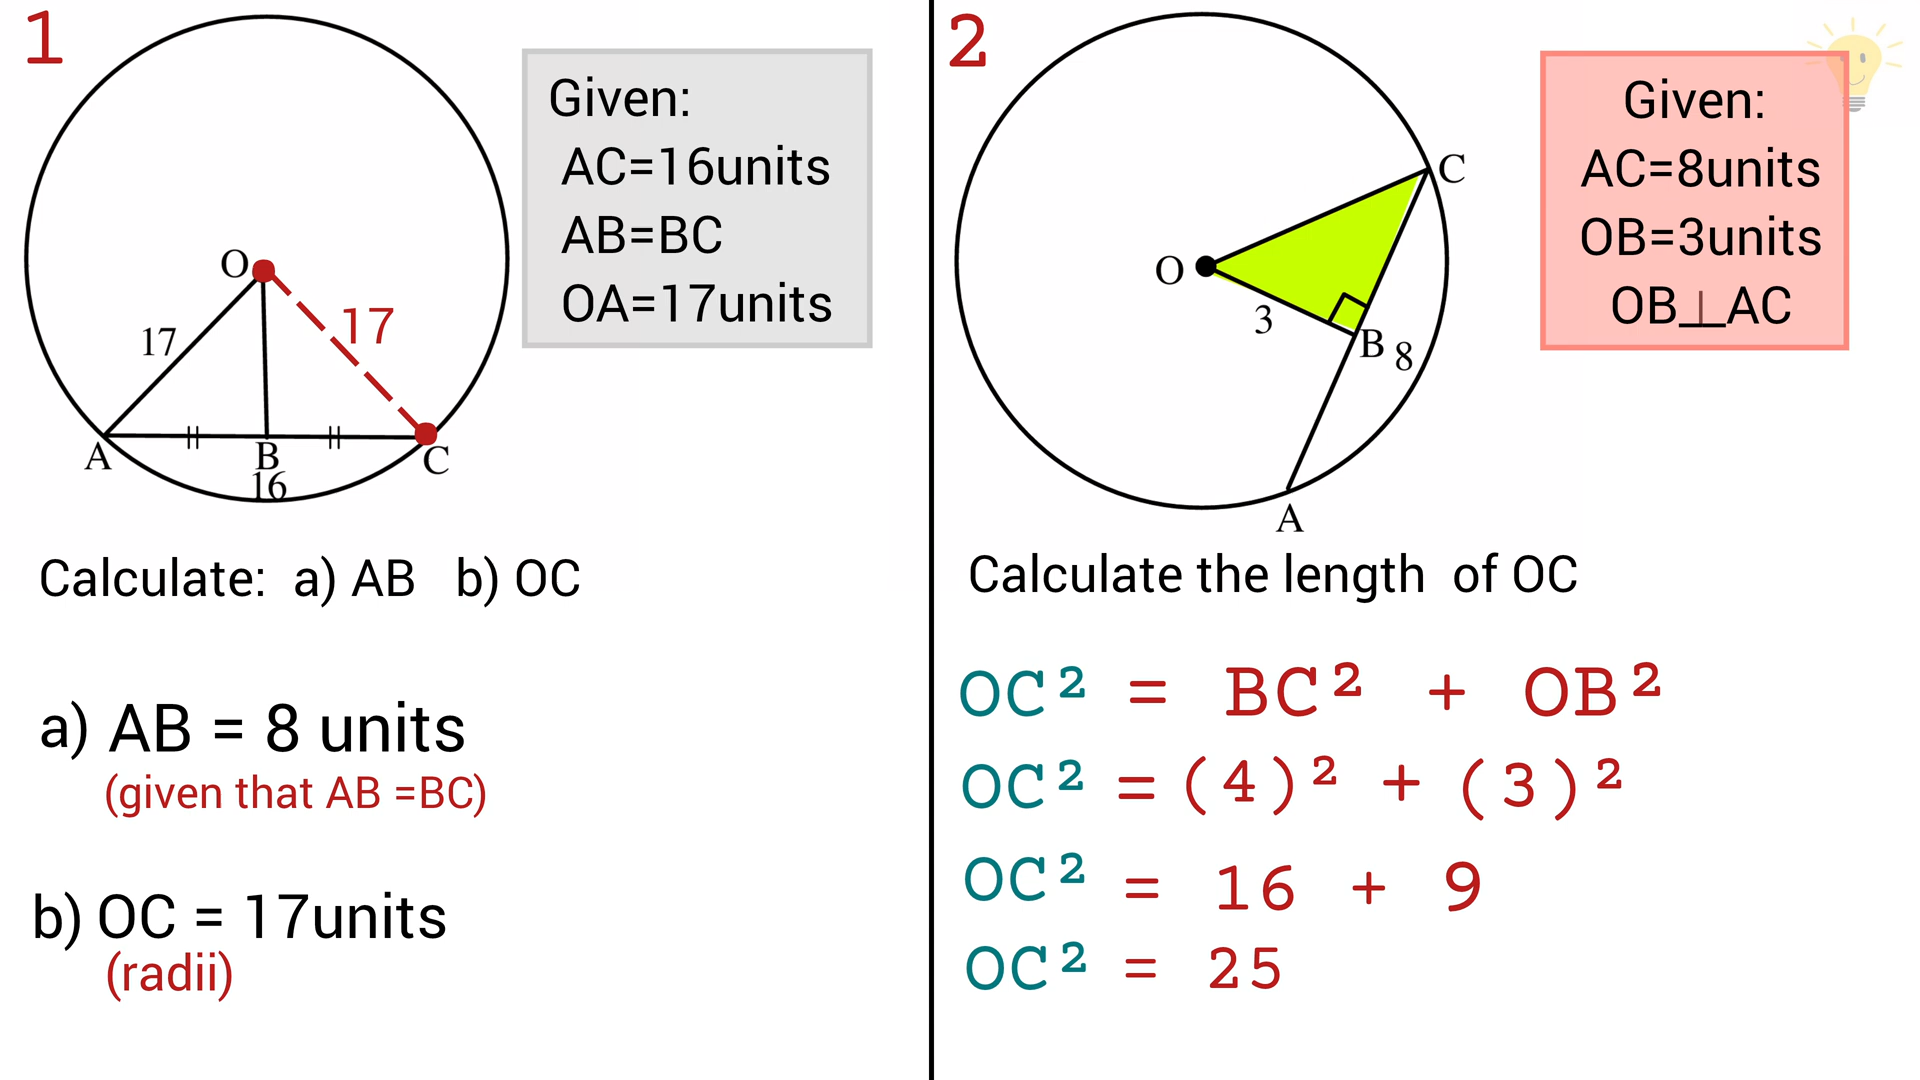 1
O
17
17
A
B
C
16
Given:
AC=16units
AB=BC
OA=17units
Calculate: a) AB b) OC
a) AB = 8 units
(given that AB =BC)
b) OC = 17units
(radii)
2
C
O
3
B 8
A
Given:
AC=8units
OB=3units
OB⊥AC
Calculate the length of OC
OC² = BC² + OB²
OC² = (4)² + (3)²
OC² = 16 + 9
OC² = 25